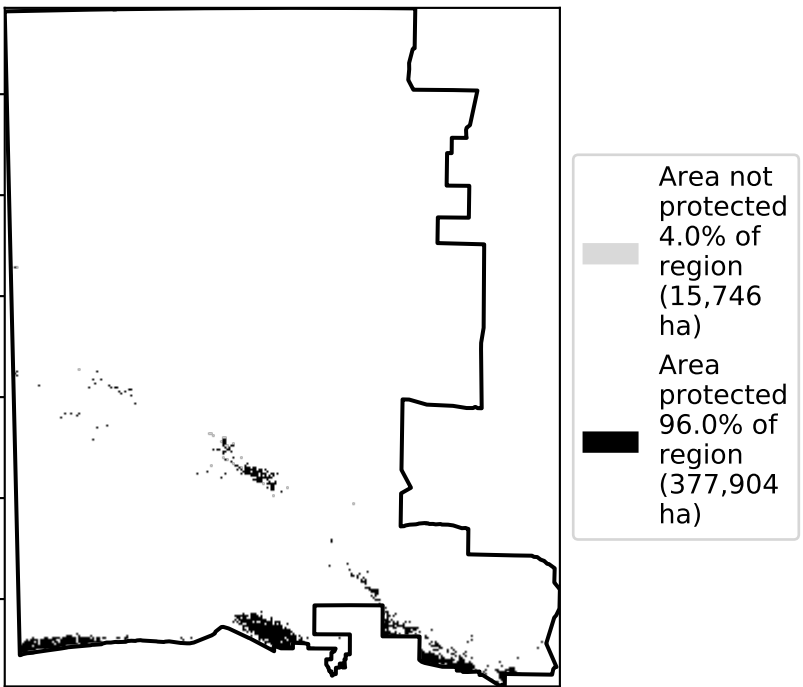 Area not
protected
4.0% of
region
(15,746
ha)
Area
protected
96.0% of
region
(377,904
ha)